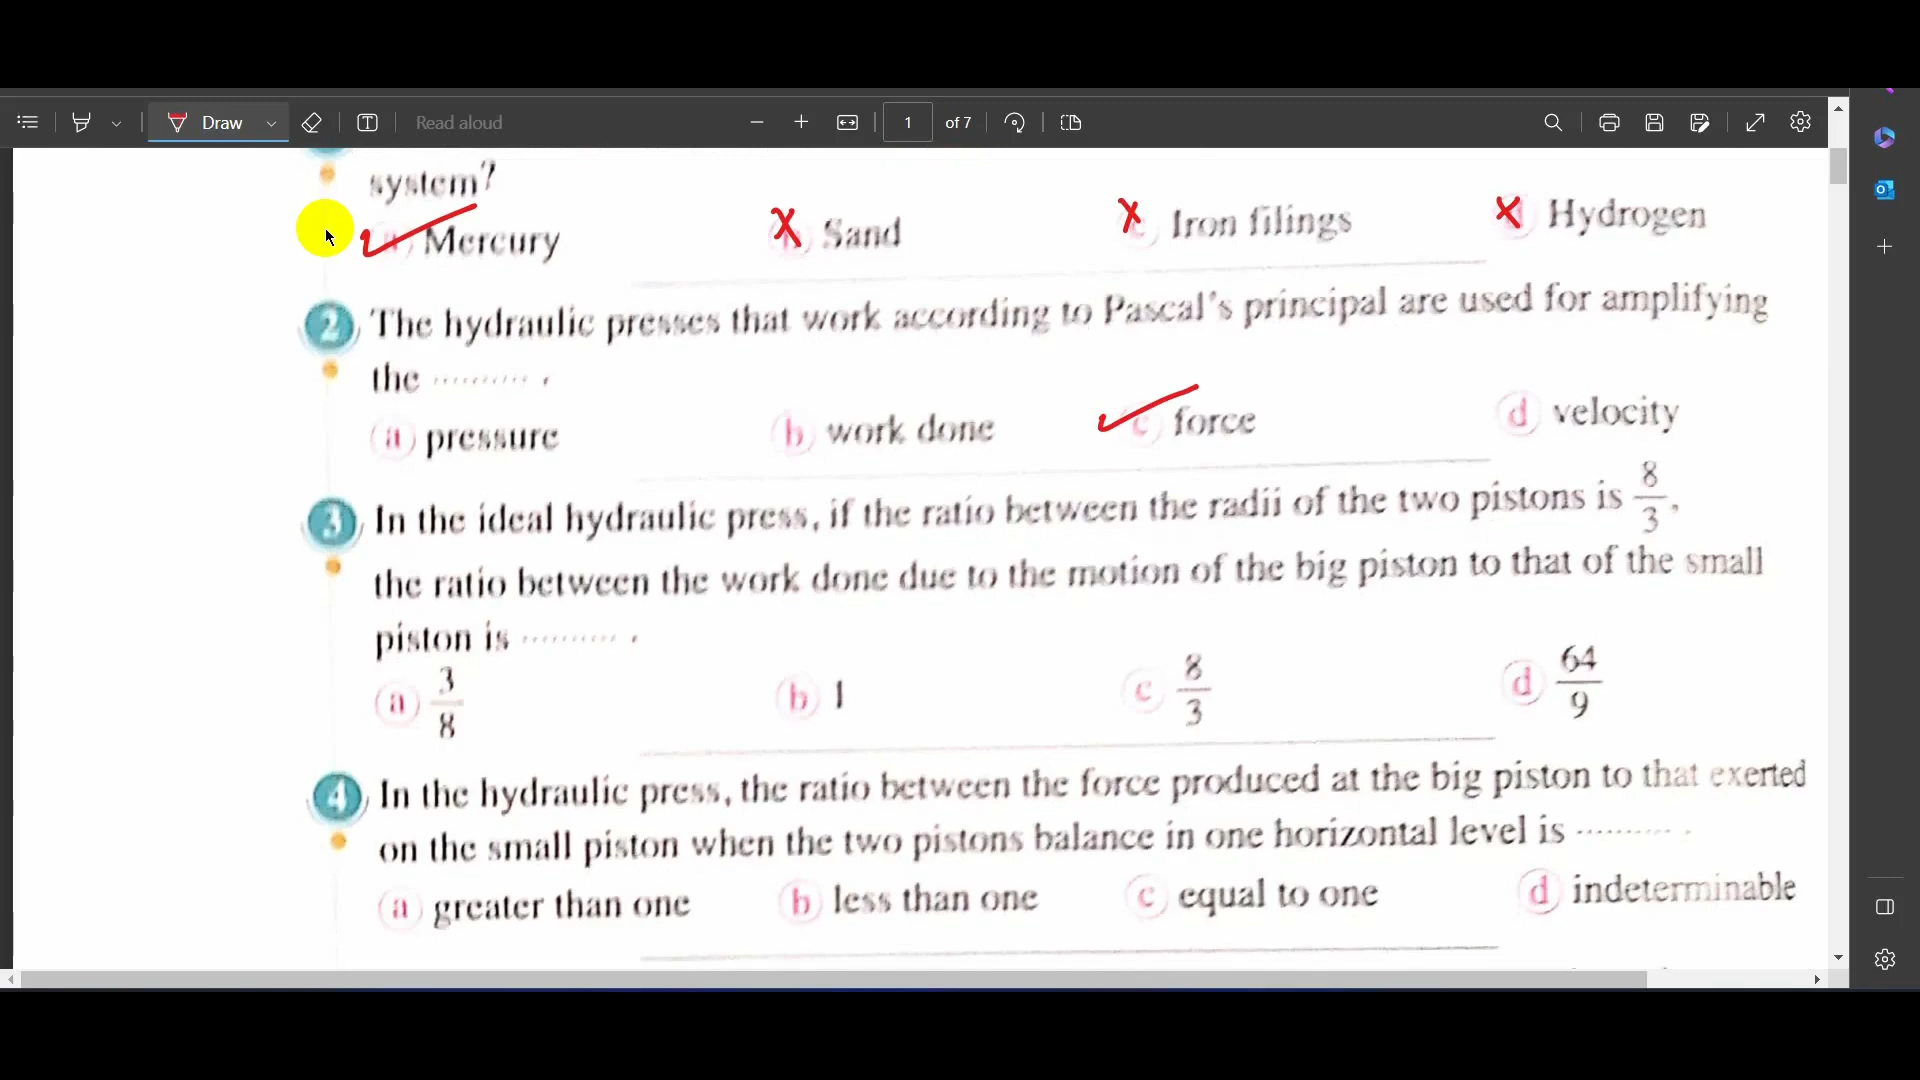 Draw
Read aloud
1 of 7
system?
Mercury
Sand
Iron filings
Hydrogen
2 The hydraulic presses that work according to Pascal's principal are used for amplifying
the .......... .
a pressure
b work done
c force
d velocity
3 In the ideal hydraulic press, if the ratio between the radii of the two pistons is 8/3,
the ratio between the work done due to the motion of the big piston to that of the small
piston is .......... .
a 3/8
b 1
c 8/3
d 64/9
4 In the hydraulic press, the ratio between the force produced at the big piston to that exerted
on the small piston when the two pistons balance in one horizontal level is .......... .
a greater than one
b less than one
c equal to one
d indeterminable